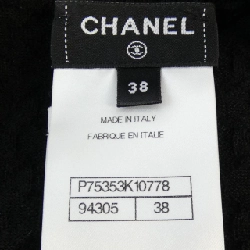 CHANEL
38
MADE IN ITALY
FABRIQUE EN ITALIE
P75353K10778
94305 38